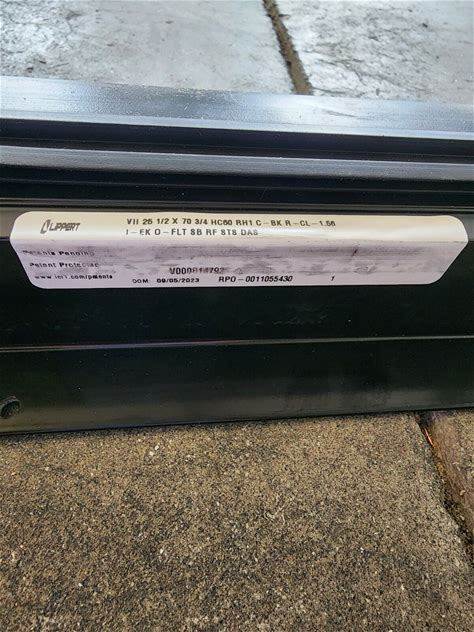 LIPPERT
VII 25 1/2 X 70 3/4 HC60 RH1 C-BK R-CL-1.56
I-EK O-FLT SB RF STS DAS
Patents Pending
Patent Protected
www.lci1.com/patents
DOM 09/05/2023 RPO-0011055430 1